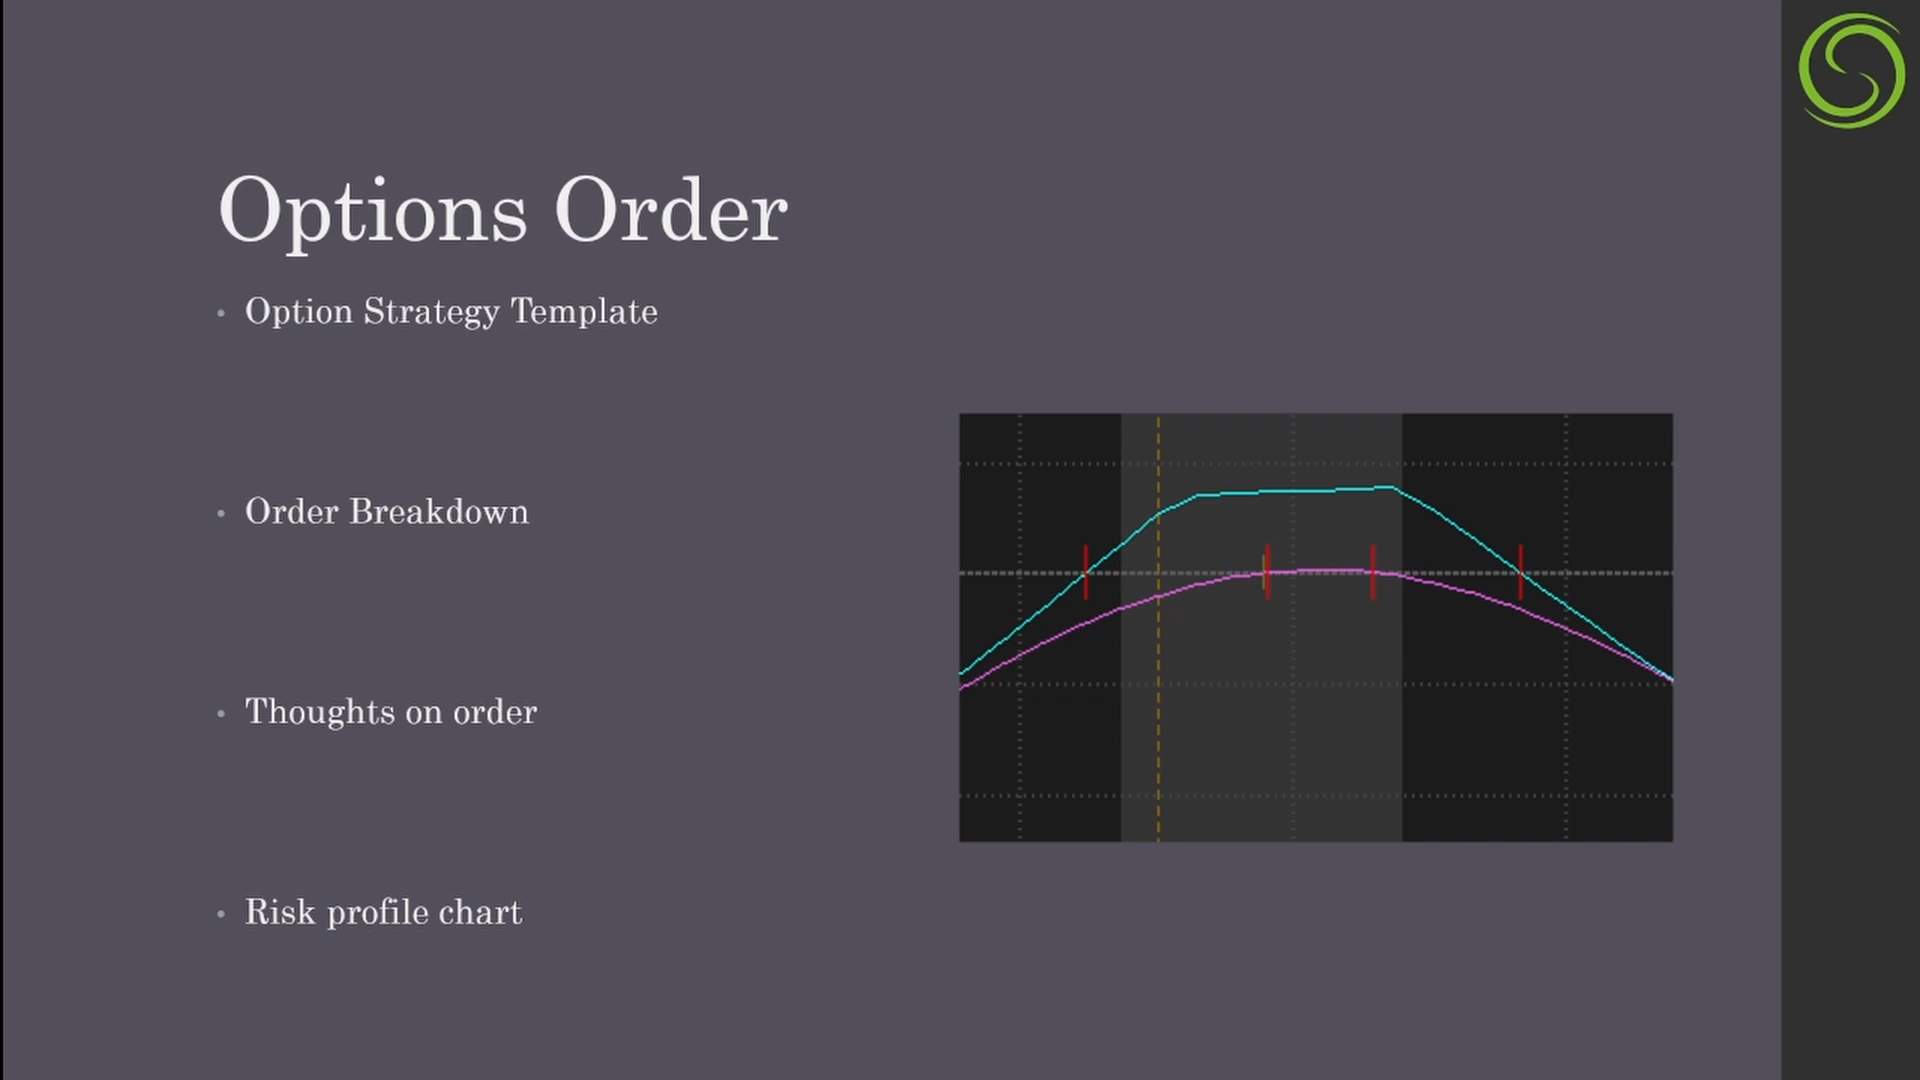 Options Order
• Option Strategy Template
• Order Breakdown
• Thoughts on order
• Risk profile chart